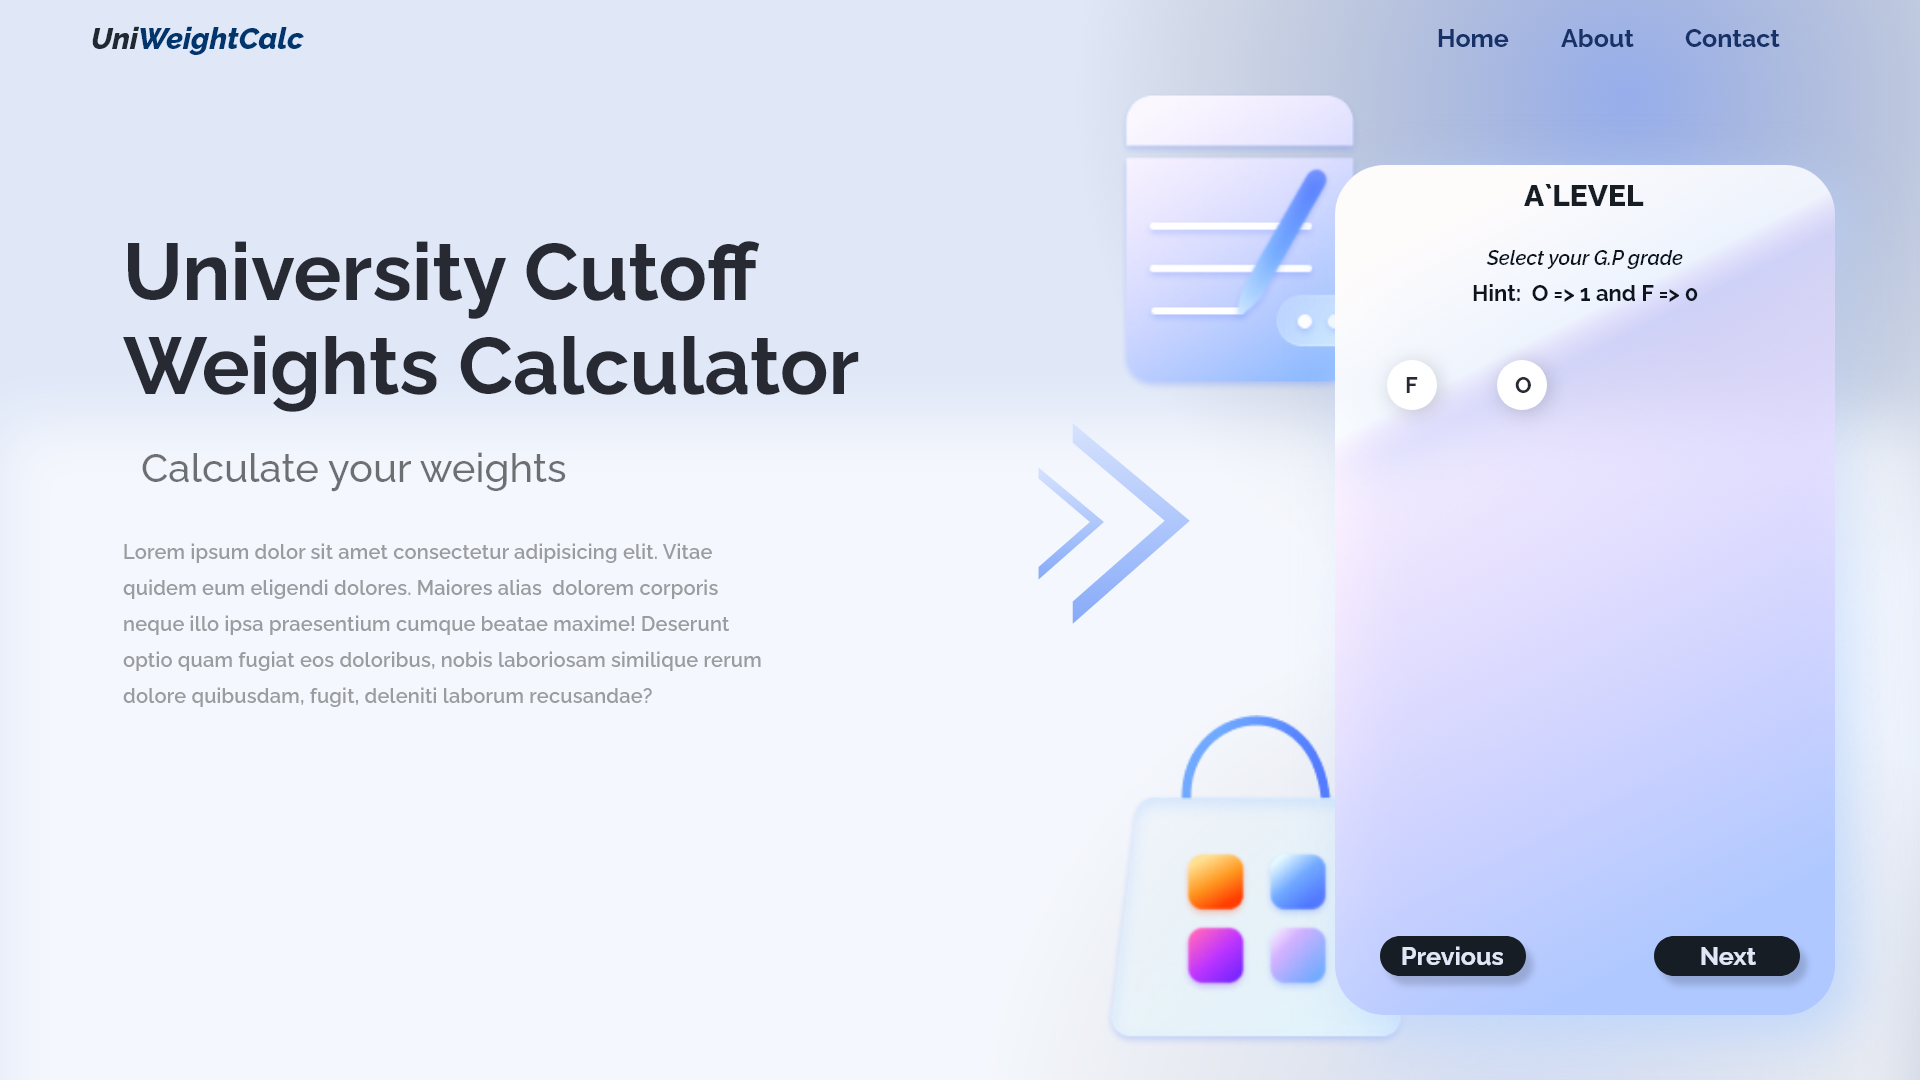 UniWeightCalc
Home About Contact
University Cutoff
Weights Calculator
Calculate your weights
Lorem ipsum dolor sit amet consectetur adipisicing elit. Vitae
quidem eum eligendi dolores. Maiores alias  dolorem corporis
neque illo ipsa praesentium cumque beatae maxime! Deserunt
optio quam fugiat eos doloribus, nobis laboriosam similique rerum
dolore quibusdam, fugit, deleniti laborum recusandae?
A`LEVEL
Select your G.P grade
Hint:  O => 1 and F => 0
F O
Previous Next